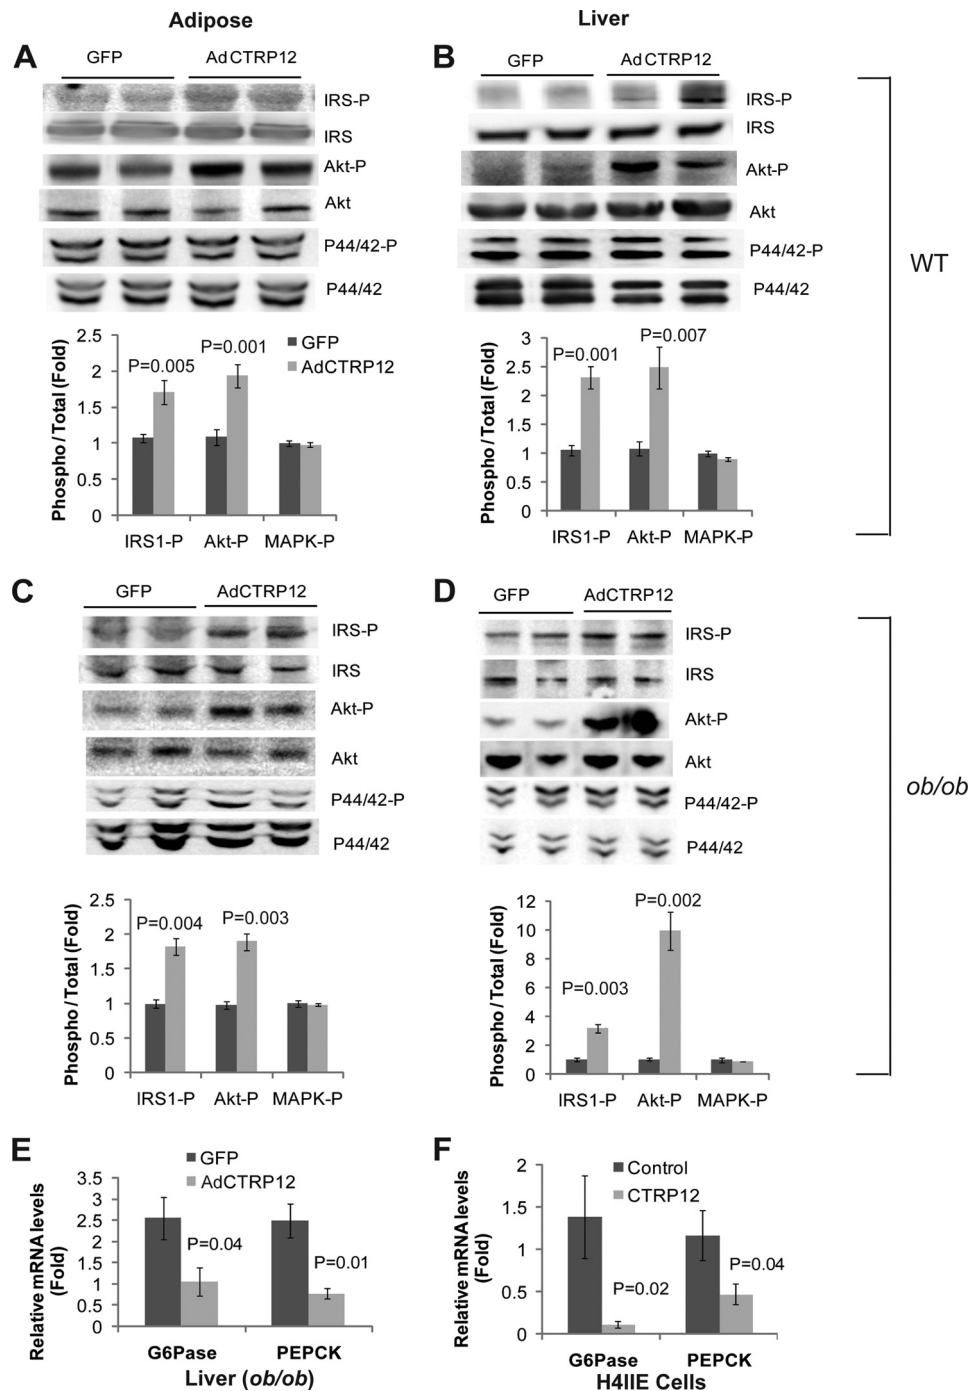 Adipose
Liver
A
GFP
AdCTRP12
IRS-P
IRS
Akt-P
Akt
P44/42-P
P44/42
Phospho / Total (Fold)
2.5
2
1.5
1
0.5
0
P=0.005
P=0.001
GFP
AdCTRP12
IRS1-P Akt-P MAPK-P
B
GFP
AdCTRP12
IRS-P
IRS
Akt-P
Akt
P44/42-P
P44/42
Phospho / Total (Fold)
3
2.5
2
1.5
1
0.5
0
P=0.001
P=0.007
IRS1-P Akt-P MAPK-P
WT
C
GFP
AdCTRP12
IRS-P
IRS
Akt-P
Akt
P44/42-P
P44/42
Phospho / Total (Fold)
2.5
2
1.5
1
0.5
0
P=0.004
P=0.003
IRS1-P Akt-P MAPK-P
D
GFP
AdCTRP12
IRS-P
IRS
Akt-P
Akt
P44/42-P
P44/42
Phospho / Total (Fold)
12
10
8
6
4
2
0
P=0.003
P=0.002
IRS1-P Akt-P MAPK-P
ob/ob
E
GFP
AdCTRP12
Relative mRNA levels
(Fold)
3.5
3
2.5
2
1.5
1
0.5
0
P=0.04
P=0.01
G6Pase PEPCK
Liver (ob/ob)
F
Control
CTRP12
Relative mRNA levels
(Fold)
2
1.5
1
0.5
0
P=0.02
P=0.04
G6Pase PEPCK
H4IIE Cells